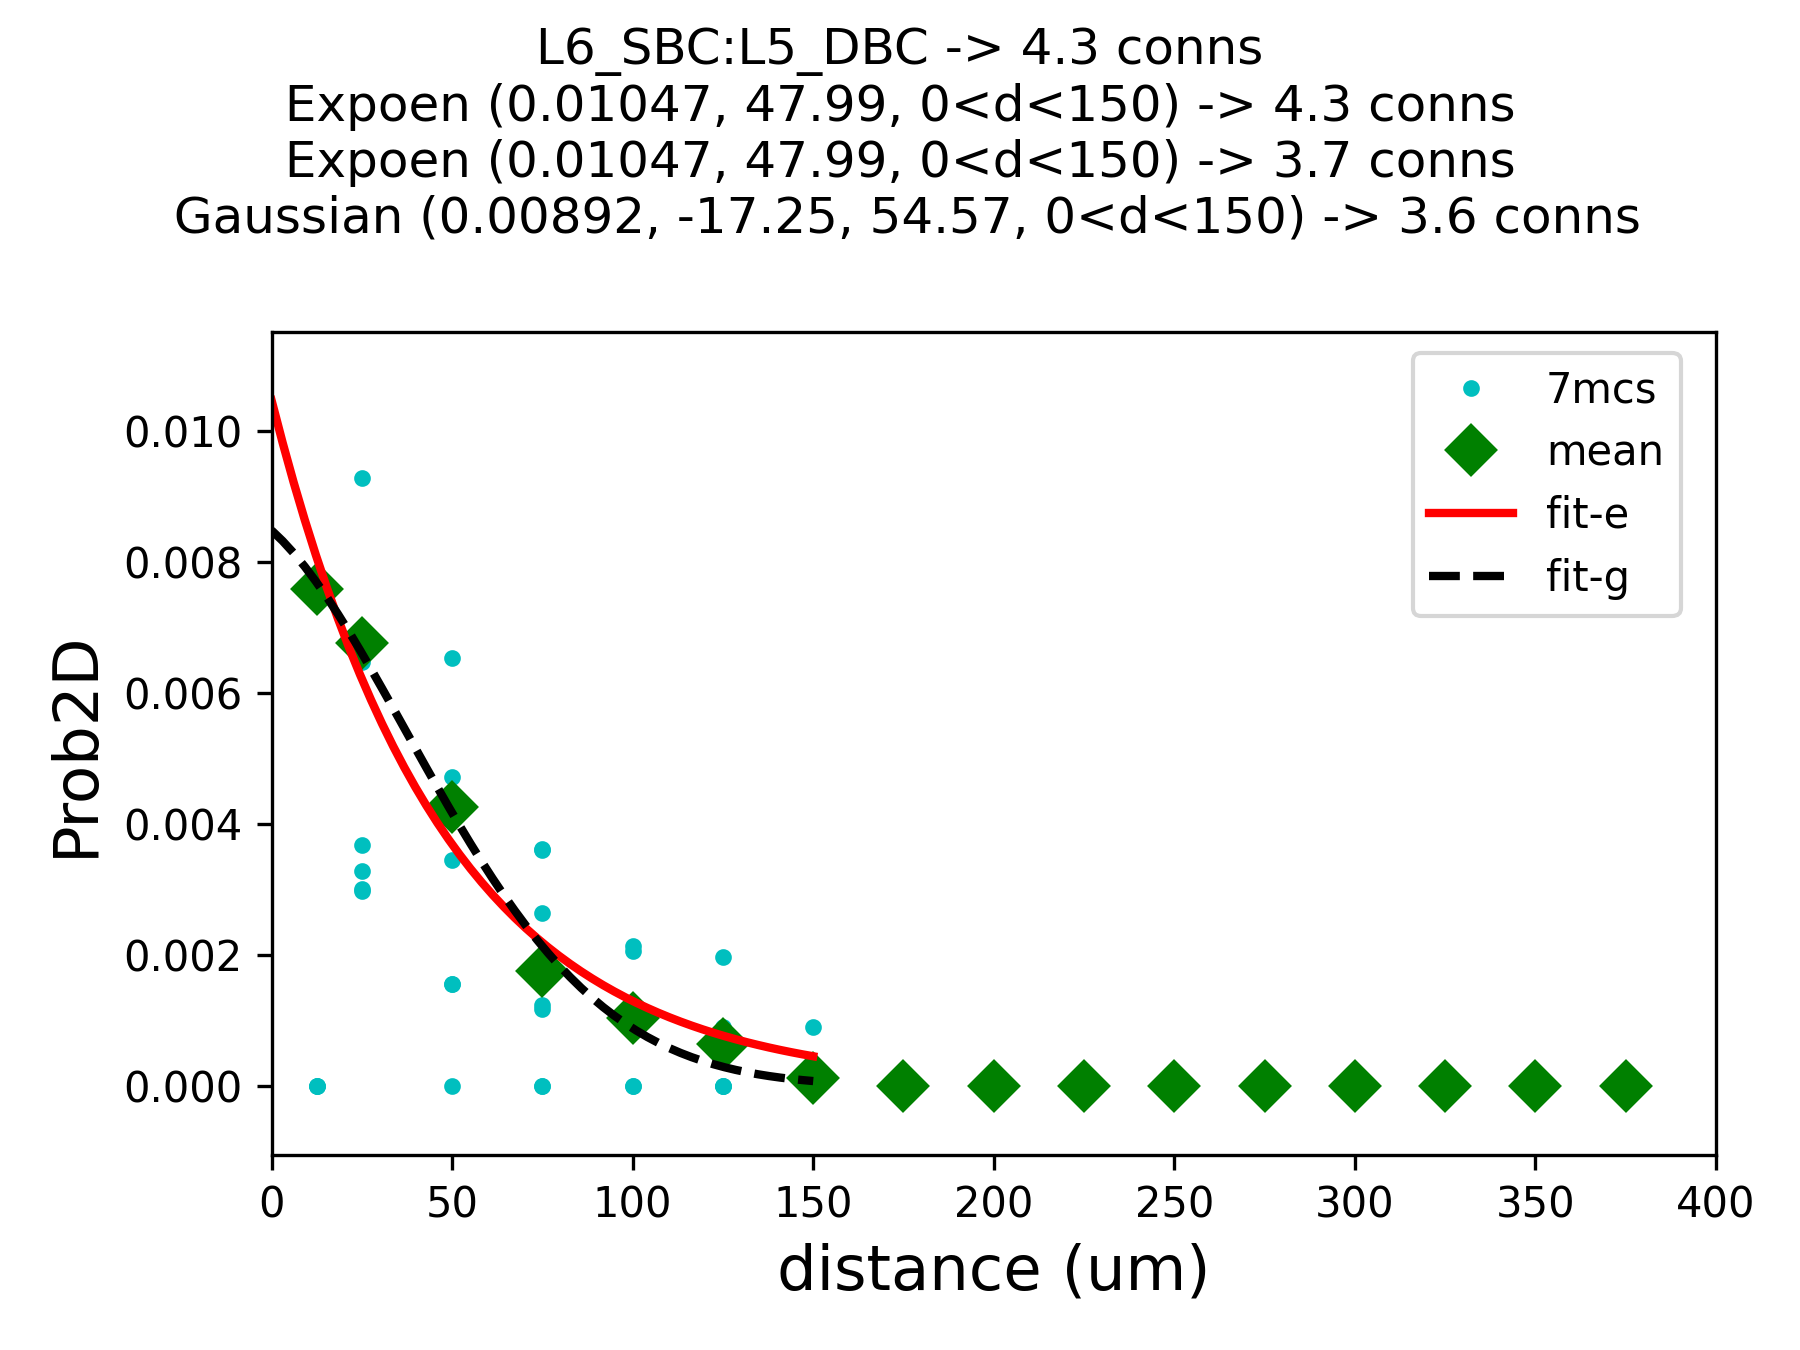 L6_SBC:L5_DBC -> 4.3 conns
Expoen (0.01047, 47.99, 0<d<150) -> 4.3 conns
Expoen (0.01047, 47.99, 0<d<150) -> 3.7 conns
Gaussian (0.00892, -17.25, 54.57, 0<d<150) -> 3.6 conns
7mcs
mean
fit-e
fit-g
Prob2D
0.010
0.008
0.006
0.004
0.002
0.000
0 50 100 150 200 250 300 350 400
distance (um)